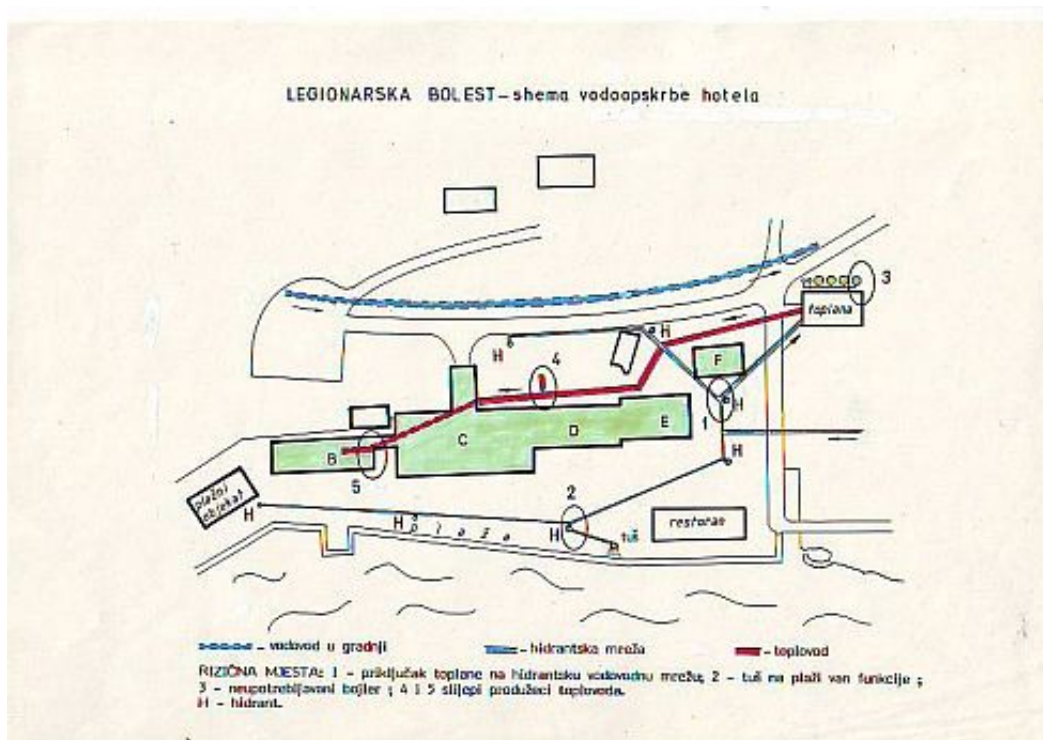 LEGIONARSKA BOLEST - shema vodoopskrbe hotela
3
toplana
H
H
4
F
H
1
E
D
C
B
5
H
2
plažni
objekat
H
H
plaža
H
tuš
restoran
- vodovod u gradnji
- hidrantska mreža
- toplovod
RIZIČNA MJESTA: 1 - priključak toplane na hidrantsku vodovodnu mrežu; 2 - tuš na plaži van funkcije;
3 - neupotrebljavani bojler; 4 i 5 slijepi produžeci toplovoda.
H - hidrant.